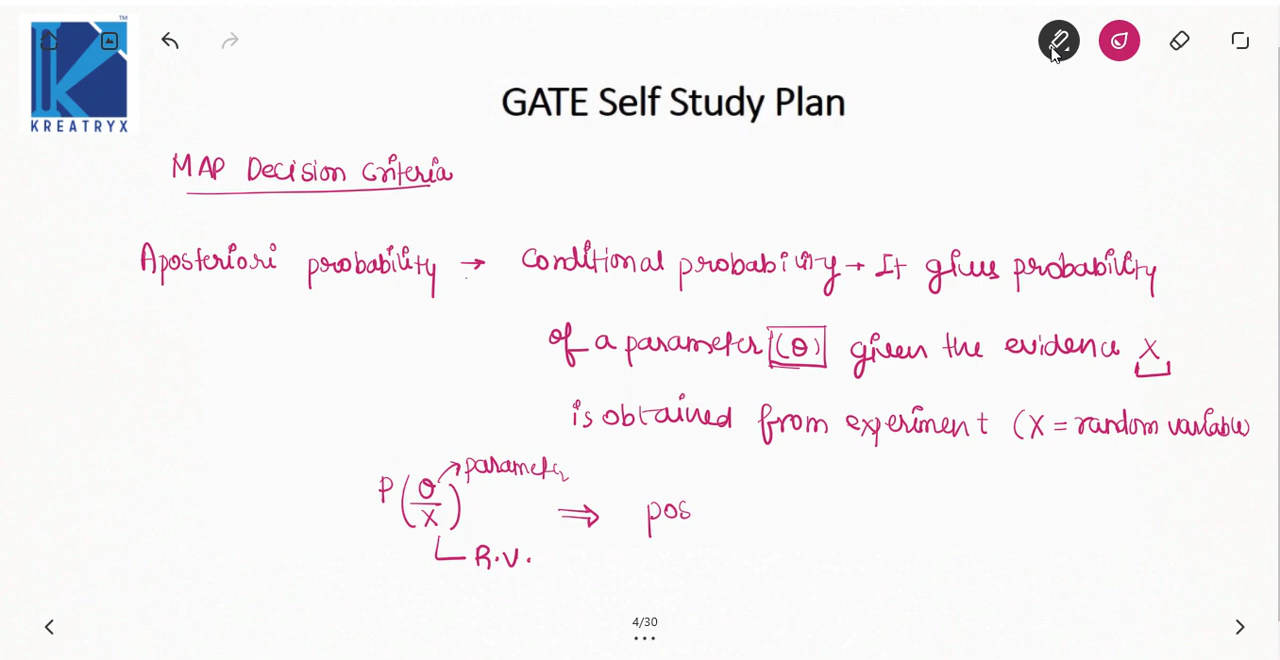 TM
KREATRYX
GATE Self Study Plan
MAP Decision Criteria
Aposteriori probability → Conditional probability → It gives probability
of a parameter (θ) given the evidence X
is obtained from experiment (X = random variable)
P(θ/X) → parameter
⇒ pos
R.V.
4/30